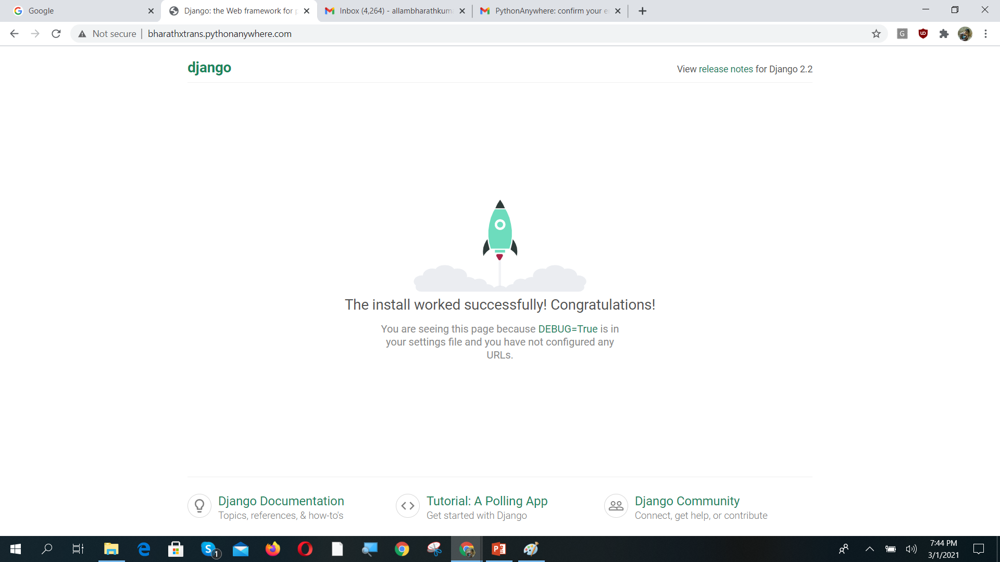 Google
Django: the Web framework for p
Inbox (4,264) - allambharathkuma
PythonAnywhere: confirm your e
Not secure
bharathxtrans.pythonanywhere.com
G
django
View release notes for Django 2.2
The install worked successfully! Congratulations!
You are seeing this page because DEBUG=True is in
your settings file and you have not configured any
URLs.
Django Documentation
Topics, references, & how-to's
Tutorial: A Polling App
Get started with Django
Django Community
Connect, get help, or contribute
1
7:44 PM
3/1/2021